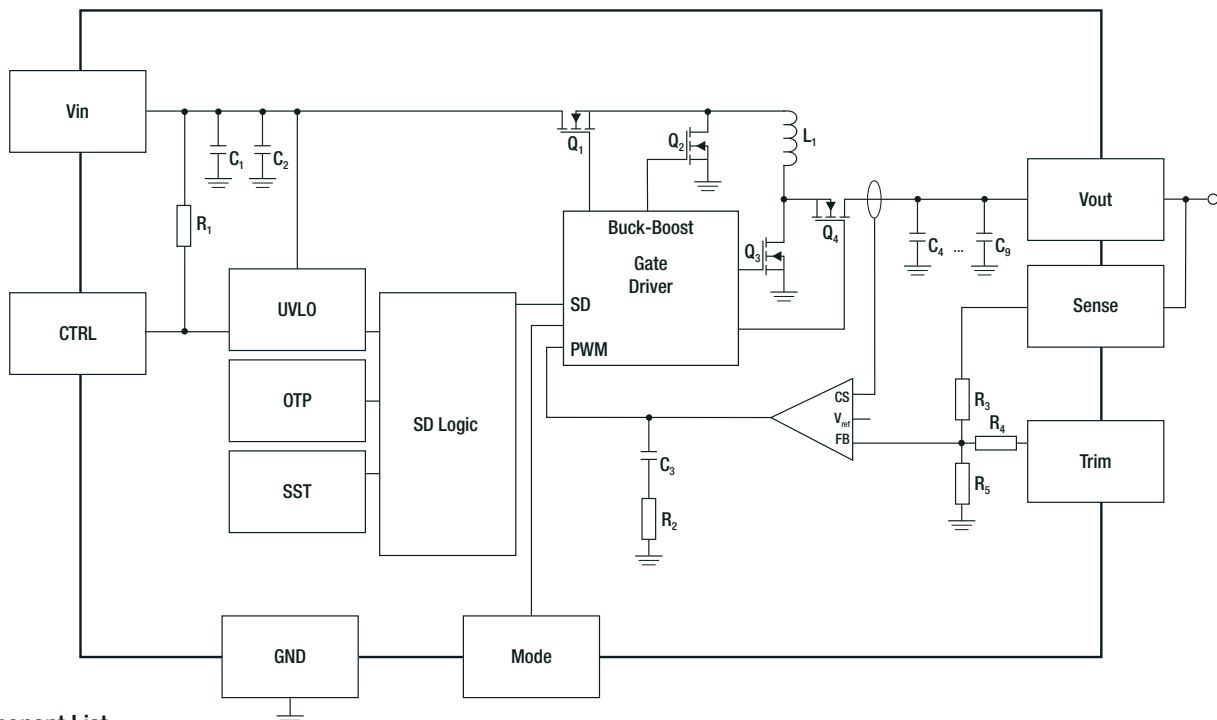 Vin
C₁
C₂
Q₁
Q₂
L₁
R₁
Vout
Buck-Boost
Gate
Driver
Q₃
Q₄
C₄ ... C₉
CTRL
UVLO
SD
PWM
Sense
OTP
SD Logic
CS
Vref
FB
R₃
R₄
Trim
SST
C₃
R₅
R₂
GND
Mode